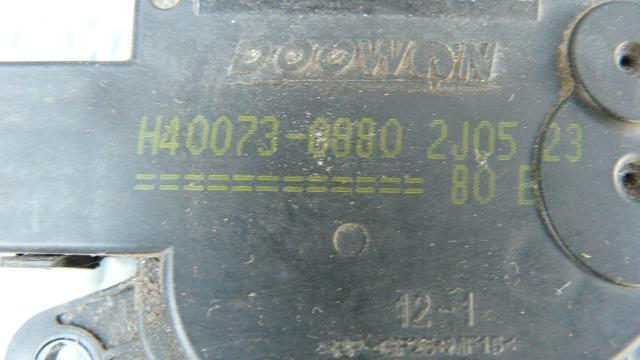 DOOWON
H40073-0880 2J05 23
============ 80 E
12-1